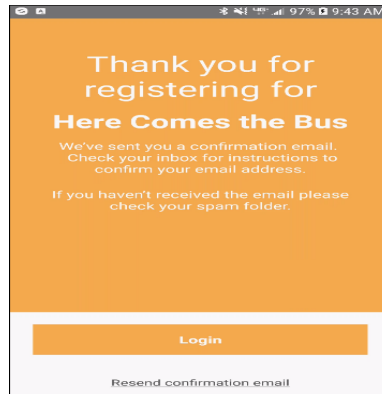 97% 9:43 AM
Thank you for
registering for
Here Comes the Bus
We've sent you a confirmation email.
Check your inbox for instructions to
confirm your email address.
If you haven't received the email please
check your spam folder.
Login
Resend confirmation email